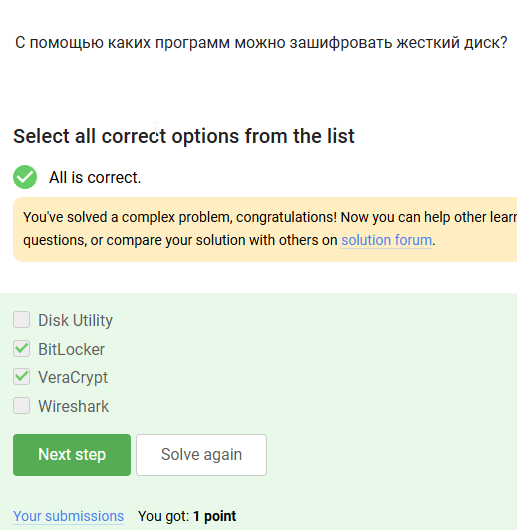 С помощью каких программ можно зашифровать жесткий диск?
Select all correct options from the list
All is correct.
You've solved a complex problem, congratulations! Now you can help other learn
questions, or compare your solution with others on solution forum.
Disk Utility
BitLocker
VeraCrypt
Wireshark
Next step
Solve again
Your submissions You got: 1 point